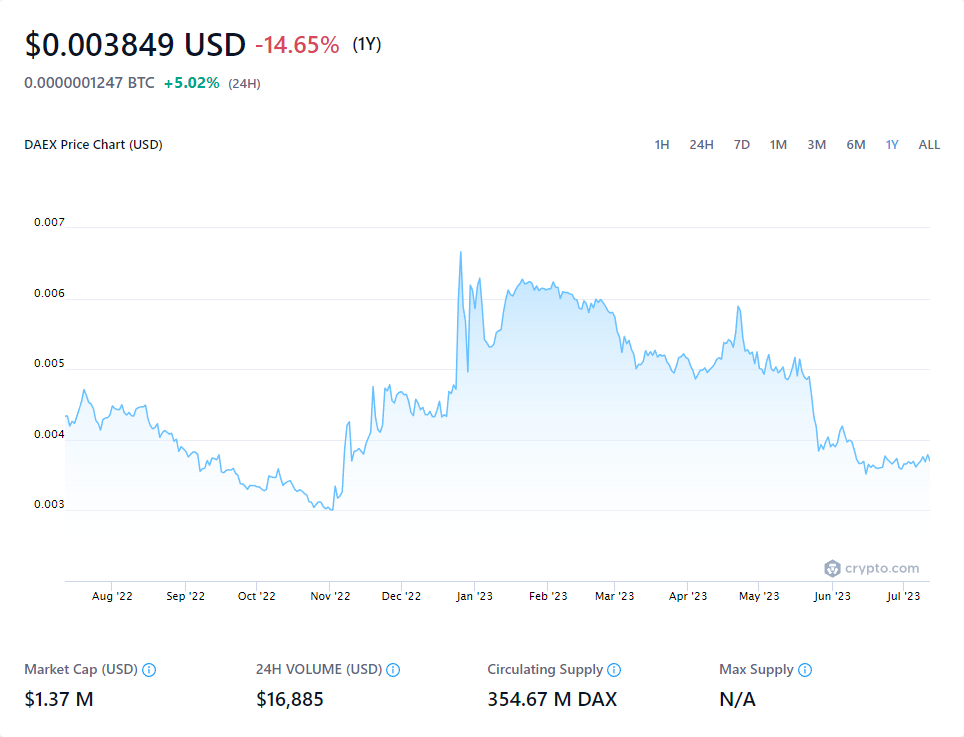 $0.003849 USD -14.65% (1Y)
0.0000001247 BTC +5.02% (24H)
DAEX Price Chart (USD) 1H 24H 7D 1M 3M 6M 1Y ALL
0.007
0.006
0.005
0.004
0.003
crypto.com
Aug '22 Sep '22 Oct '22 Nov '22 Dec '22 Jan '23 Feb '23 Mar '23 Apr '23 May '23 Jun '23 Jul '23
Market Cap (USD) 24H VOLUME (USD) Circulating Supply Max Supply
$1.37 M $16,885 354.67 M DAX N/A